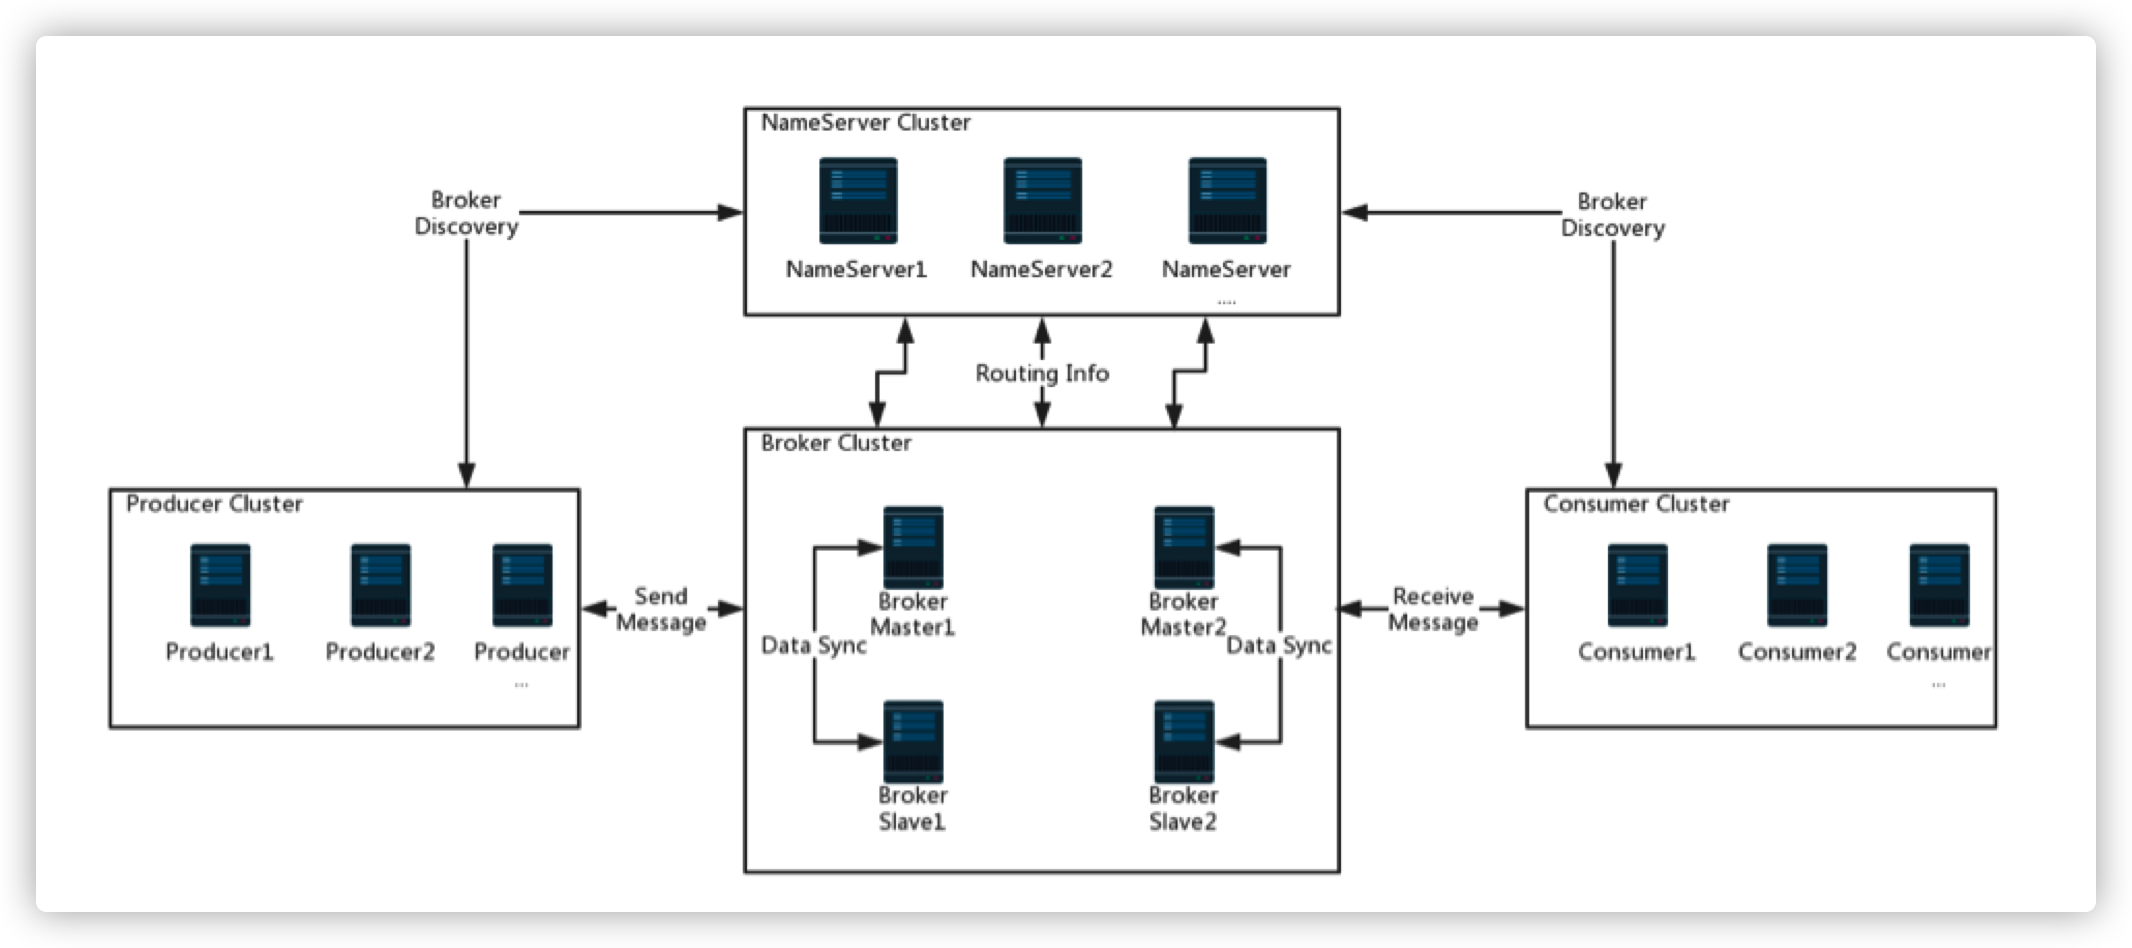 NameServer Cluster
NameServer1
NameServer2
NameServer
....
Broker
Discovery
Broker
Discovery
Routing Info
Producer Cluster
Producer1
Producer2
Producer
...
Send
Message
Broker Cluster
Broker
Master1
Broker
Master2
Data Sync
Data Sync
Broker
Slave1
Broker
Slave2
Receive
Message
Consumer Cluster
Consumer1
Consumer2
Consumer
...